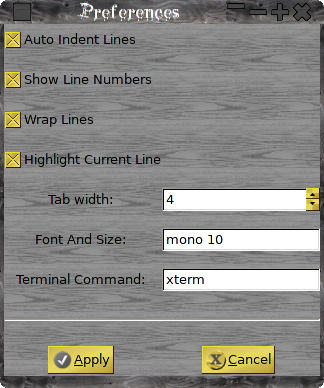 Preferences
Auto Indent Lines
Show Line Numbers
Wrap Lines
Highlight Current Line
Tab width: 4
Font And Size: mono 10
Terminal Command: xterm
Apply Cancel